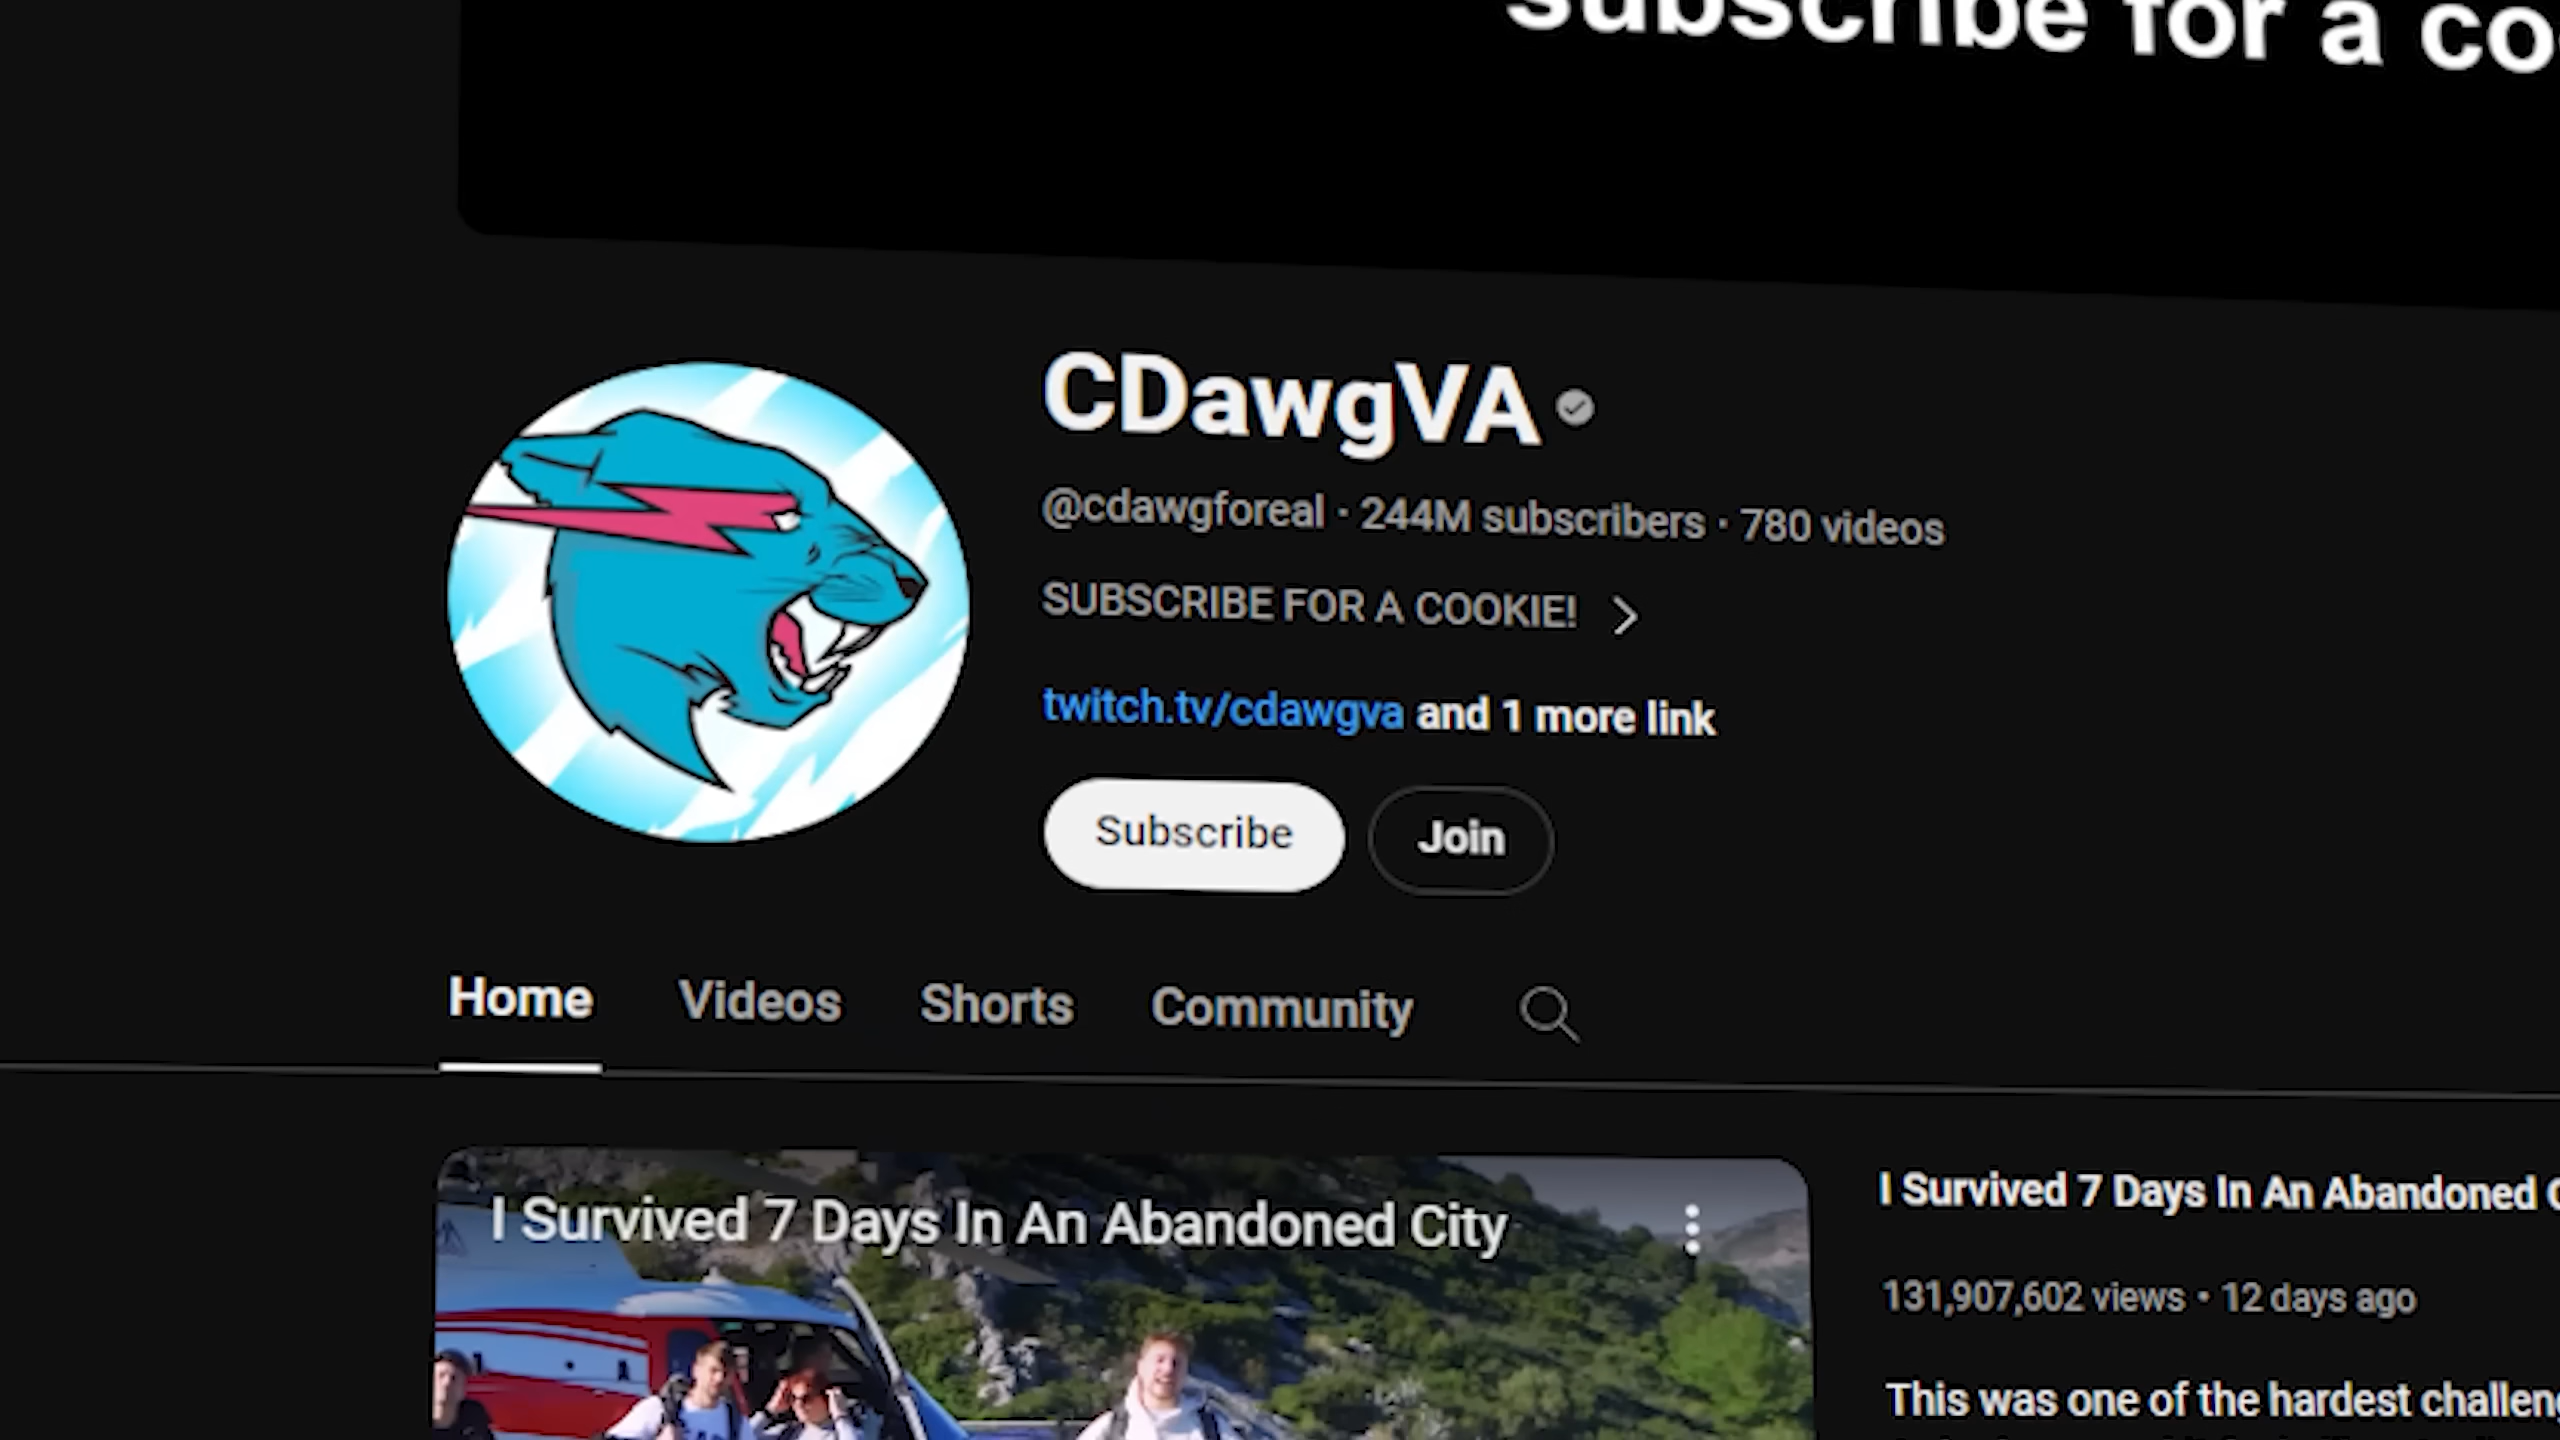 subscribe for a
CDawgVA
@cdawgforeal · 244M subscribers · 780 videos
SUBSCRIBE FOR A COOKIE!
twitch.tv/cdawgva and 1 more link
Subscribe
Join
Home
Videos
Shorts
Community
I Survived 7 Days In An Abandoned City
I Survived 7 Days In An Abandoned
131,907,602 views • 12 days ago
This was one of the hardest